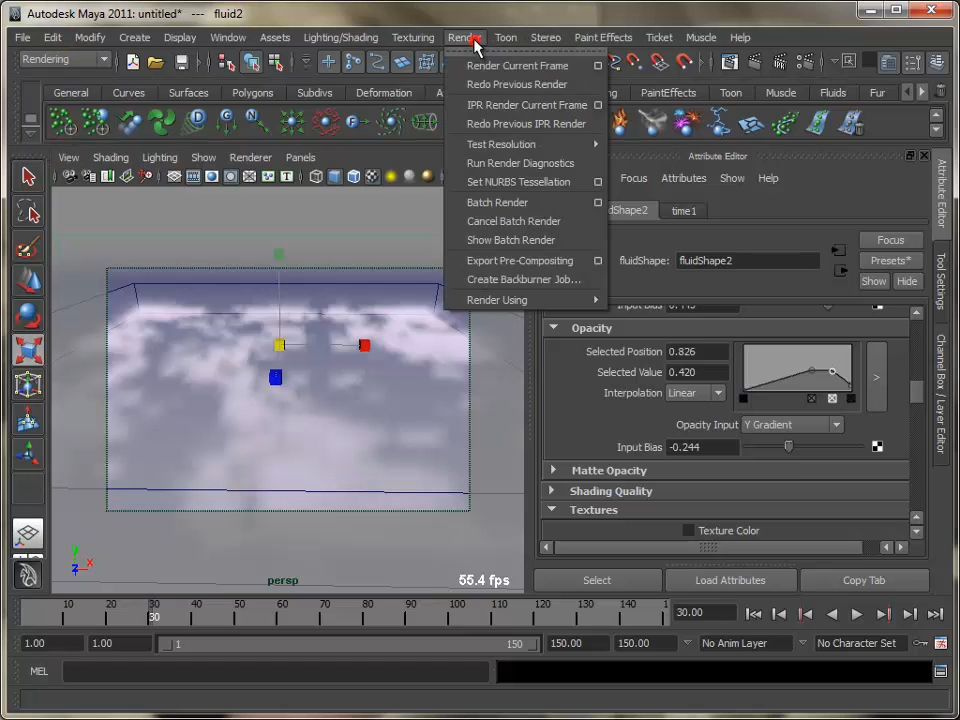 Autodesk Maya 2011: untitled* --- fluid2
File Edit Modify Create Display Window Assets Lighting/Shading Texturing Render Toon Stereo Paint Effects Ticket Muscle Help
Rendering
General Curves Surfaces Polygons Subdivs Deformation PaintEffects Toon Muscle Fluids Fur
View Shading Lighting Show Renderer Panels
Render Current Frame
Redo Previous Render
IPR Render Current Frame
Redo Previous IPR Render
Test Resolution
Run Render Diagnostics
Set NURBS Tessellation
Batch Render
Cancel Batch Render
Show Batch Render
Export Pre-Compositing
Create Backburner Job...
Render Using
Attribute Editor
Focus Attributes Show Help
time1
fluidShape: fluidShape2
Focus
Presets*
Show Hide
Opacity
Selected Position 0.826
Selected Value 0.420
Interpolation Linear
Opacity Input Y Gradient
Input Bias -0.244
Matte Opacity
Shading Quality
Textures
Texture Color
Select Load Attributes Copy Tab
Attribute Editor
Tool Settings
Channel Box / Layer Editor
persp
55.4 fps
y
x
z
10 20 30 40 50 60 70 80 90 100 110 120 130 140 1
30
30.00
1.00 1.00 1 150 150.00 150.00 No Anim Layer No Character Set
MEL